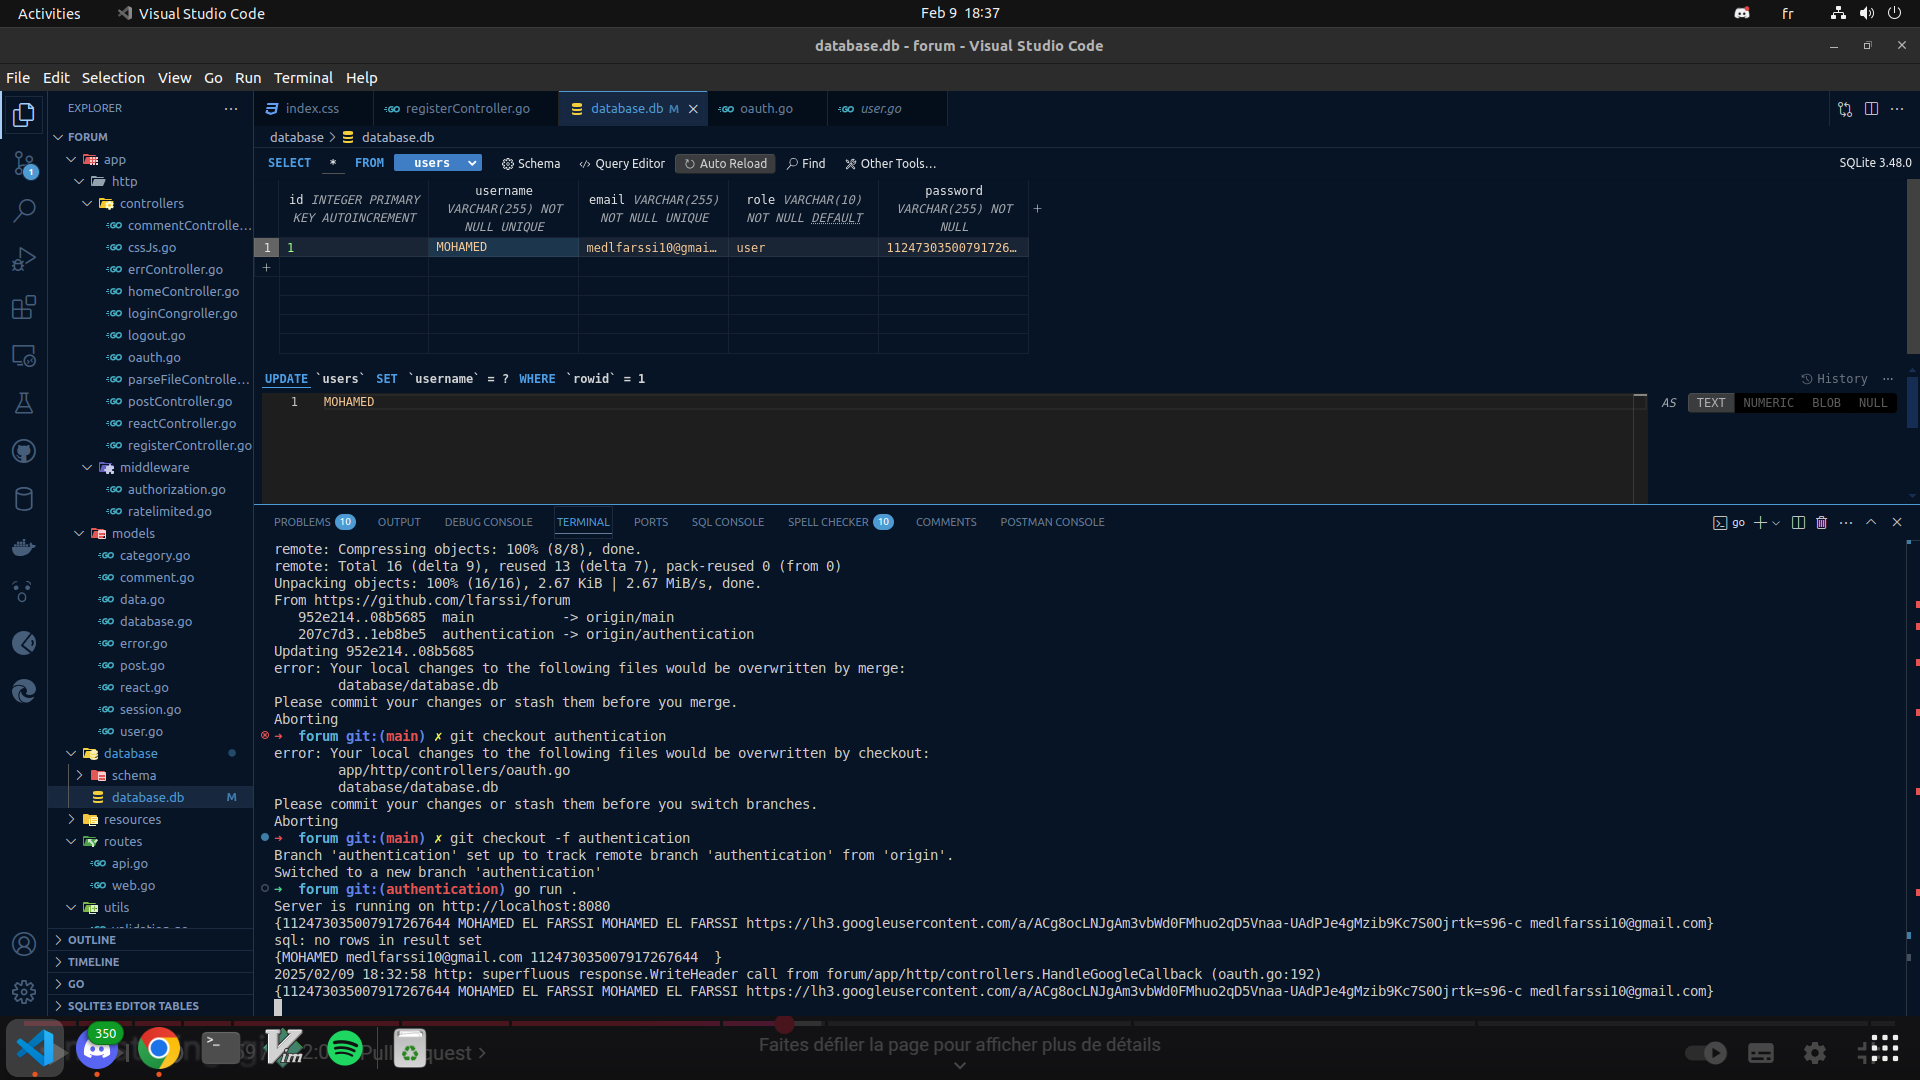 Activities
Visual Studio Code
Feb 9 18:37
fr
database.db - forum - Visual Studio Code
File Edit Selection View Go Run Terminal Help
EXPLORER
index.css
registerController.go
database.db M
oauth.go
user.go
FORUM
app
http
controllers
commentControlle...
cssJs.go
errController.go
homeController.go
loginCongroller.go
logout.go
oauth.go
parseFileControlle...
postController.go
reactController.go
registerController.go
middleware
authorization.go
ratelimited.go
models
category.go
comment.go
data.go
database.go
error.go
post.go
react.go
session.go
user.go
database
schema
database.db M
resources
routes
api.go
web.go
utils
OUTLINE
TIMELINE
GO
SQLITE3 EDITOR TABLES
1
database > database.db
SELECT * FROM users Schema Query Editor Auto Reload Find Other Tools... SQLite 3.48.0
id INTEGER PRIMARY KEY AUTOINCREMENT
username VARCHAR(255) NOT NULL UNIQUE
email VARCHAR(255) NOT NULL UNIQUE
role VARCHAR(10) NOT NULL DEFAULT
password VARCHAR(255) NOT NULL
+
1 1 MOHAMED medlfarssi10@gmai... user 11247303500791726...
+
UPDATE `users` SET `username` = ? WHERE `rowid` = 1
History
1 MOHAMED
AS TEXT NUMERIC BLOB NULL
PROBLEMS 10 OUTPUT DEBUG CONSOLE TERMINAL PORTS SQL CONSOLE SPELL CHECKER 10 COMMENTS POSTMAN CONSOLE
go
remote: Compressing objects: 100% (8/8), done.
remote: Total 16 (delta 9), reused 13 (delta 7), pack-reused 0 (from 0)
Unpacking objects: 100% (16/16), 2.67 KiB | 2.67 MiB/s, done.
From https://github.com/lfarssi/forum
952e214..08b5685 main -> origin/main
207c7d3..1eb8be5 authentication -> origin/authentication
Updating 952e214..08b5685
error: Your local changes to the following files would be overwritten by merge:
database/database.db
Please commit your changes or stash them before you merge.
Aborting
➜ forum git:(main) ✗ git checkout authentication
error: Your local changes to the following files would be overwritten by checkout:
app/http/controllers/oauth.go
database/database.db
Please commit your changes or stash them before you switch branches.
Aborting
➜ forum git:(main) ✗ git checkout -f authentication
Branch 'authentication' set up to track remote branch 'authentication' from 'origin'.
Switched to a new branch 'authentication'
➜ forum git:(authentication) go run .
Server is running on http://localhost:8080
{112473035007917267644 MOHAMED EL FARSSI MOHAMED EL FARSSI https://lh3.googleusercontent.com/a/ACg8ocLNJgAm3vbWd0FMhuo2qD5Vnaa-UAdPJe4gMzib9Kc7S0Ojrtk=s96-c medlfarssi10@gmail.com}
sql: no rows in result set
{MOHAMED medlfarssi10@gmail.com 112473035007917267644 }
2025/02/09 18:32:58 http: superfluous response.WriteHeader call from forum/app/http/controllers.HandleGoogleCallback (oauth.go:192)
{112473035007917267644 MOHAMED EL FARSSI MOHAMED EL FARSSI https://lh3.googleusercontent.com/a/ACg8ocLNJgAm3vbWd0FMhuo2qD5Vnaa-UAdPJe4gMzib9Kc7S0Ojrtk=s96-c medlfarssi10@gmail.com}
350
Vim
Faites défiler la page pour afficher plus de détails